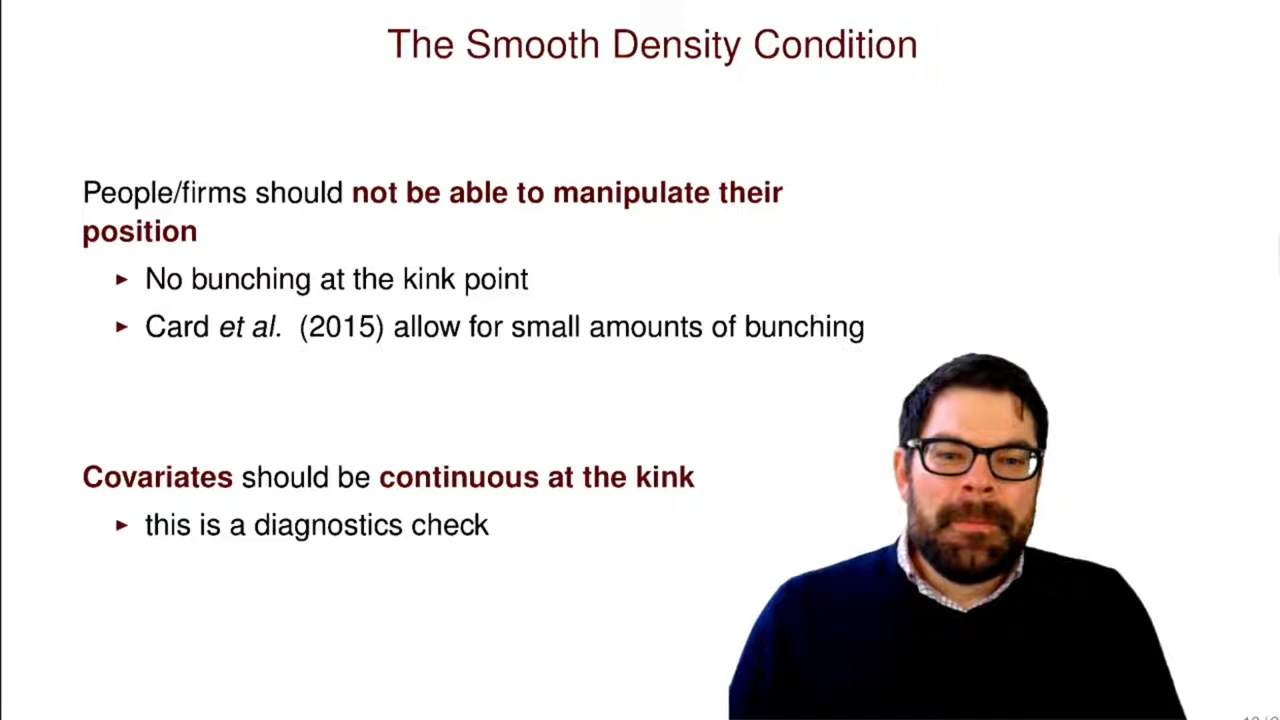 The Smooth Density Condition
People/firms should not be able to manipulate their
position
► No bunching at the kink point
► Card et al. (2015) allow for small amounts of bunching
Covariates should be continuous at the kink
► this is a diagnostics check